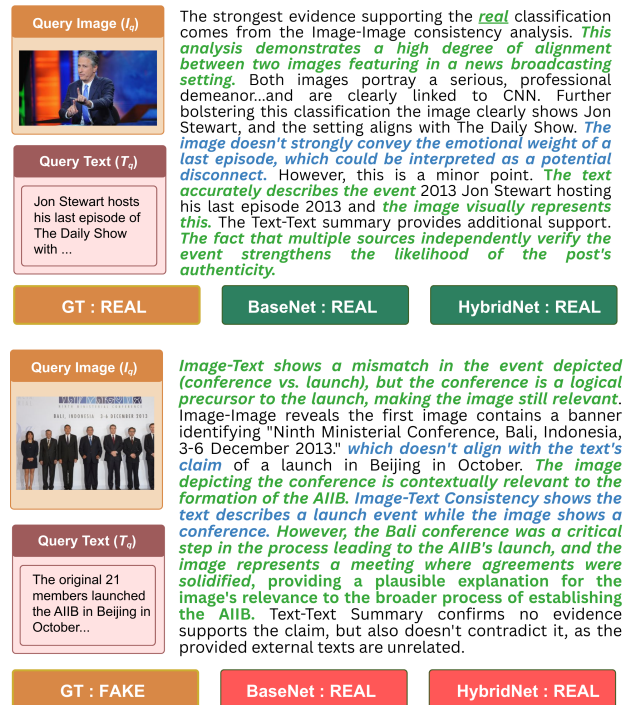 Query Image (Iq)
Query Text (Tq)
Jon Stewart hosts
his last episode of
The Daily Show
with ...
The strongest evidence supporting the real classification
comes from the Image-Image consistency analysis. This
analysis demonstrates a high degree of alignment
between two images featuring in a news broadcasting
setting. Both images portray a serious, professional
demeanor...and are clearly linked to CNN. Further
bolstering this classification the image clearly shows Jon
Stewart, and the setting aligns with The Daily Show. The
image doesn't strongly convey the emotional weight of a
last episode, which could be interpreted as a potential
disconnect. However, this is a minor point. The text
accurately describes the event 2013 Jon Stewart hosting
his last episode 2013 and the image visually represents
this. The Text-Text summary provides additional support.
The fact that multiple sources independently verify the
event strengthens the likelihood of the post's
authenticity.
GT : REAL
BaseNet : REAL
HybridNet : REAL
Query Image (Iq)
NINTH MINISTERIAL CONFERENCE
BALI, INDONESIA 3-6 DECEMBER 2013
Query Text (Tq)
The original 21
members launched
the AIIB in Beijing in
October...
Image-Text shows a mismatch in the event depicted
(conference vs. launch), but the conference is a logical
precursor to the launch, making the image still relevant.
Image-Image reveals the first image contains a banner
identifying "Ninth Ministerial Conference, Bali, Indonesia,
3-6 December 2013." which doesn't align with the text's
claim of a launch in Beijing in October. The image
depicting the conference is contextually relevant to the
formation of the AIIB. Image-Text Consistency shows the
text describes a launch event while the image shows a
conference. However, the Bali conference was a critical
step in the process leading to the AIIB's launch, and the
image represents a meeting where agreements were
solidified, providing a plausible explanation for the
image's relevance to the broader process of establishing
the AIIB. Text-Text Summary confirms no evidence
supports the claim, but also doesn't contradict it, as the
provided external texts are unrelated.
GT : FAKE
BaseNet : REAL
HybridNet : REAL